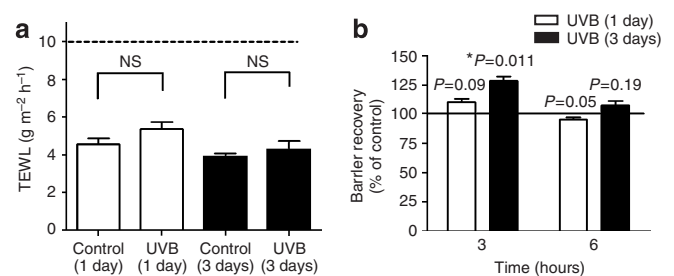 a
TEWL (g m⁻² h⁻¹)
10
8
6
4
2
0
NS
NS
Control
(1 day)
UVB
(1 day)
Control
(3 days)
UVB
(3 days)
b
UVB (1 day)
UVB (3 days)
Barrier recovery
(% of control)
150
125
100
75
50
25
0
P=0.09
*P=0.011
P=0.05
P=0.19
3
6
Time (hours)